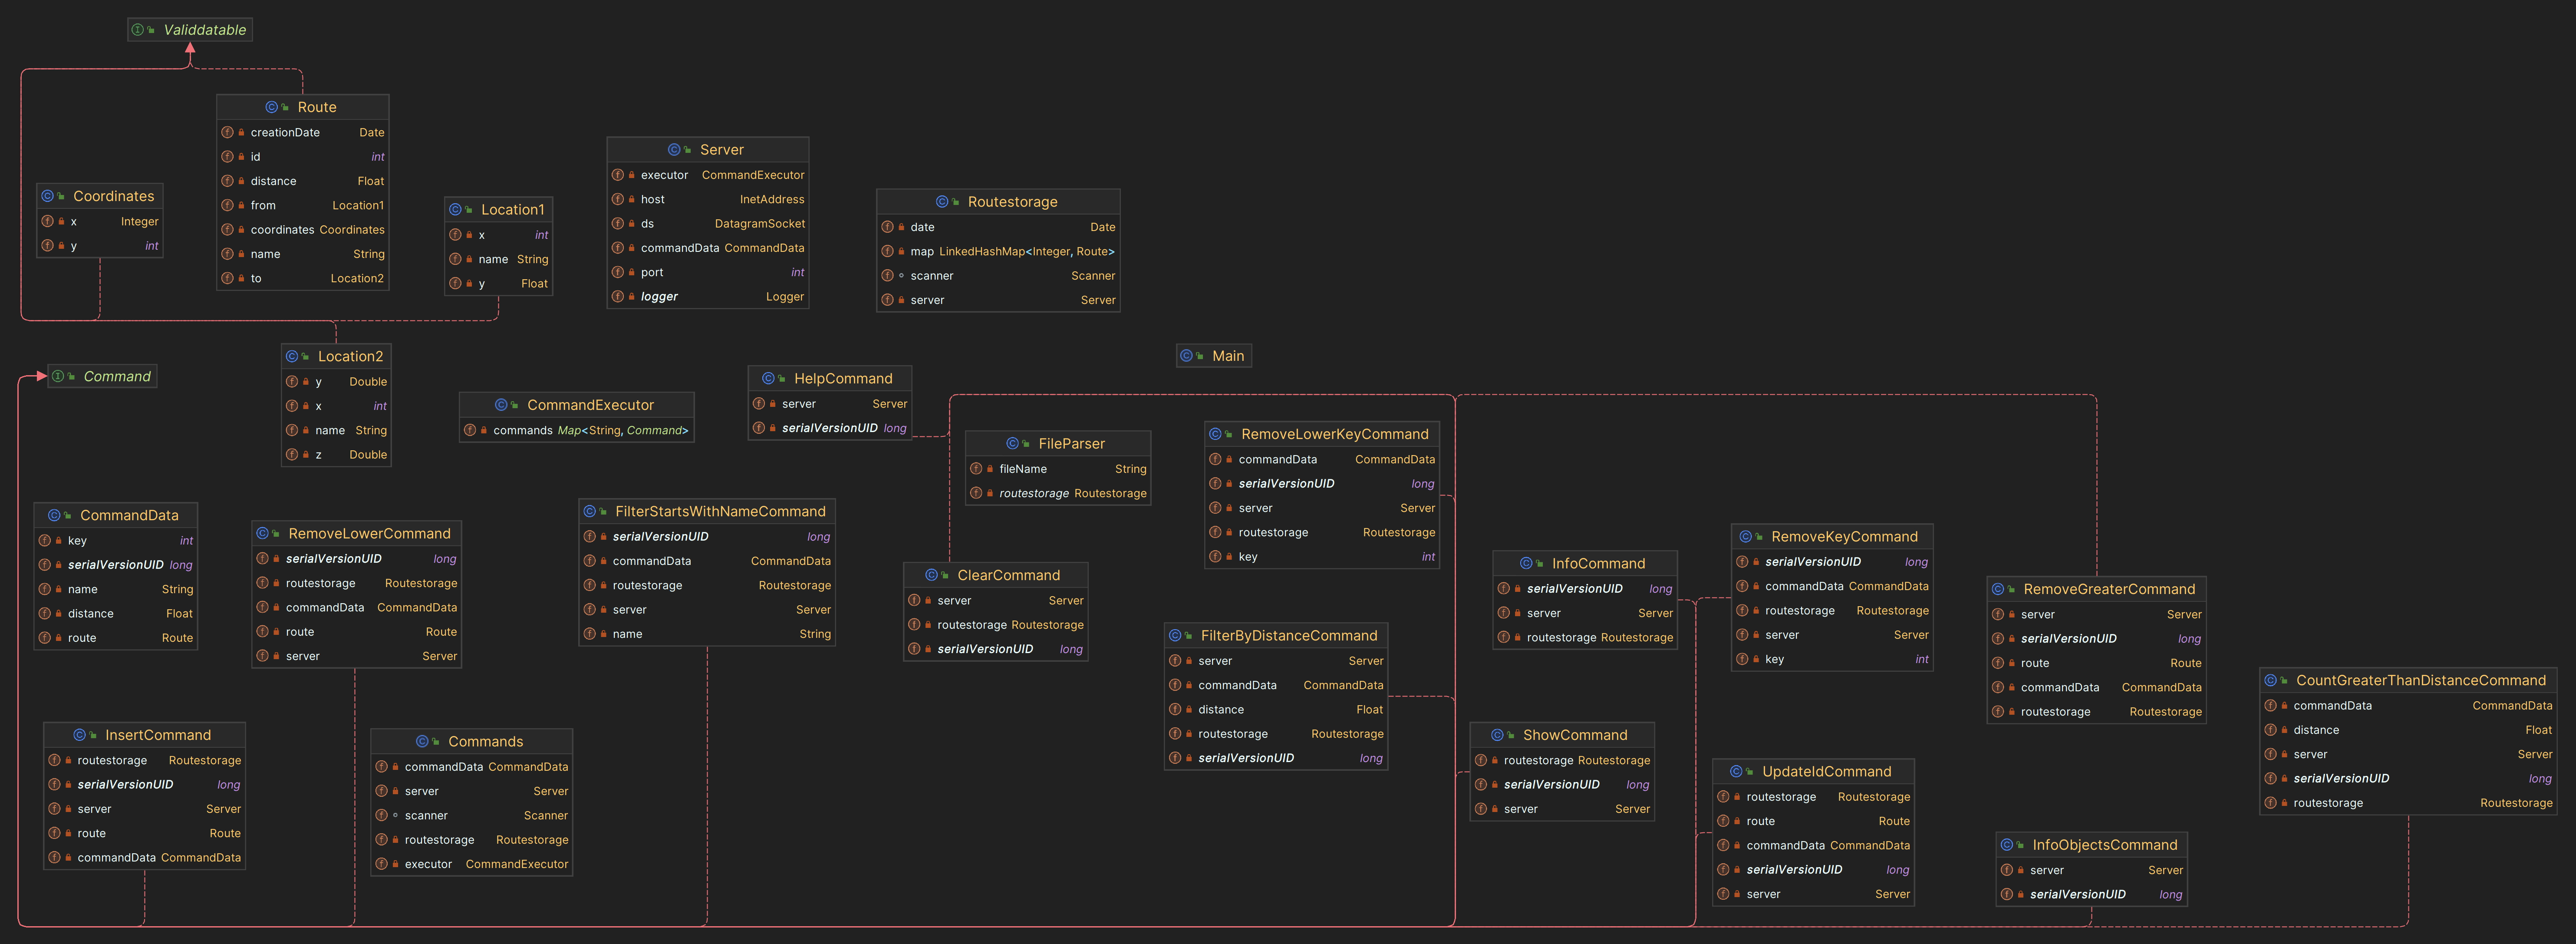 Validdatable
Route
creationDate Date
id int
distance Float
from Location1
coordinates Coordinates
name String
to Location2
Coordinates
x Integer
y int
Location1
x int
name String
y Float
Server
executor CommandExecutor
host InetAddress
ds DatagramSocket
commandData CommandData
port int
logger Logger
Routestorage
date Date
map LinkedHashMap<Integer, Route>
scanner Scanner
server Server
Command
Location2
y Double
x int
name String
z Double
CommandExecutor
commands Map<String, Command>
HelpCommand
server Server
serialVersionUID long
Main
FileParser
fileName String
routestorage Routestorage
RemoveLowerKeyCommand
commandData CommandData
serialVersionUID long
server Server
routestorage Routestorage
key int
CommandData
key int
serialVersionUID long
name String
distance Float
route Route
RemoveLowerCommand
serialVersionUID long
routestorage Routestorage
commandData CommandData
route Route
server Server
FilterStartsWithNameCommand
serialVersionUID long
commandData CommandData
routestorage Routestorage
server Server
name String
ClearCommand
server Server
routestorage Routestorage
serialVersionUID long
FilterByDistanceCommand
server Server
commandData CommandData
distance Float
routestorage Routestorage
serialVersionUID long
InfoCommand
serialVersionUID long
server Server
routestorage Routestorage
RemoveKeyCommand
serialVersionUID long
commandData CommandData
routestorage Routestorage
server Server
key int
RemoveGreaterCommand
server Server
serialVersionUID long
route Route
commandData CommandData
routestorage Routestorage
CountGreaterThanDistanceCommand
commandData CommandData
distance Float
server Server
serialVersionUID long
routestorage Routestorage
InsertCommand
routestorage Routestorage
serialVersionUID long
server Server
route Route
commandData CommandData
Commands
commandData CommandData
server Server
scanner Scanner
routestorage Routestorage
executor CommandExecutor
ShowCommand
routestorage Routestorage
serialVersionUID long
server Server
UpdateIdCommand
routestorage Routestorage
route Route
commandData CommandData
serialVersionUID long
server Server
InfoObjectsCommand
server Server
serialVersionUID long